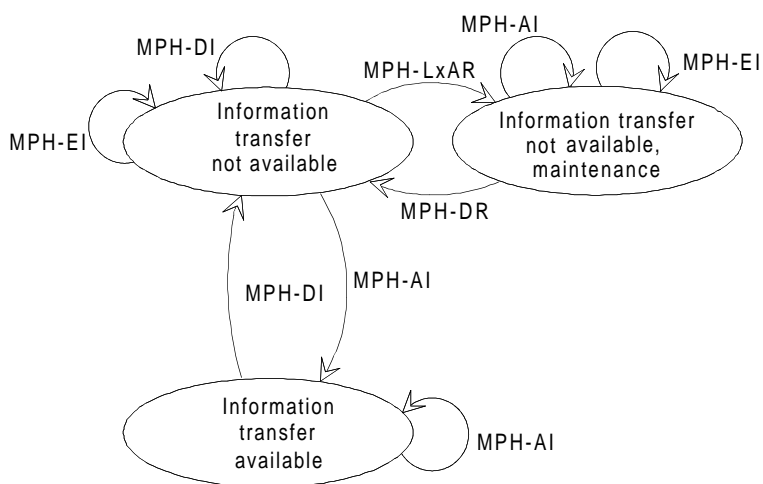 MPH-DI
MPH-AI
MPH-LxAR
MPH-EI
MPH-EI
Information
transfer
not available
Information transfer
not available,
maintenance
MPH-DR
MPH-DI
MPH-AI
Information
transfer
available
MPH-AI